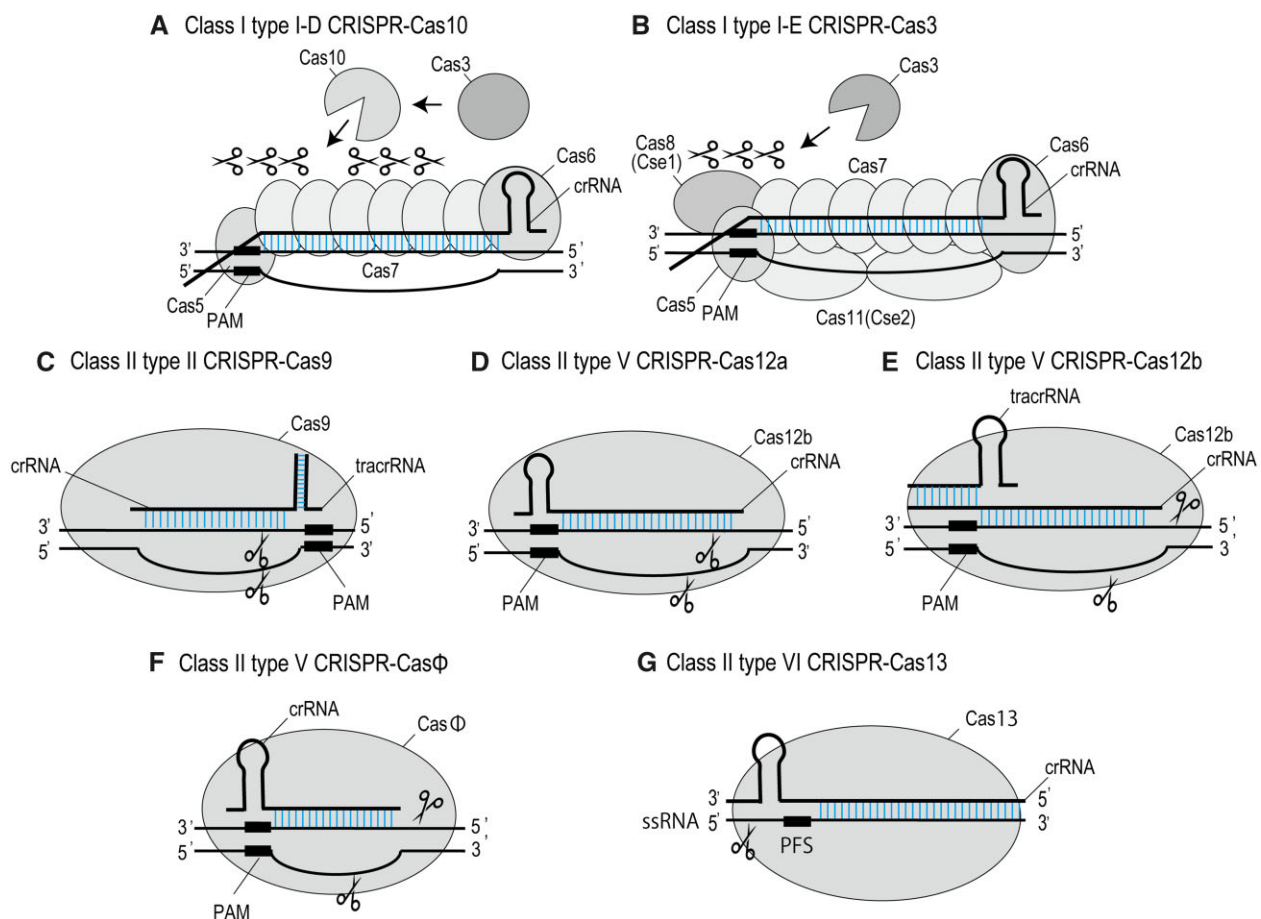 A Class I type I-D CRISPR-Cas10
Cas10
Cas3
Cas6
crRNA
3’
5’
5’
3’
Cas7
Cas5
PAM
B Class I type I-E CRISPR-Cas3
Cas3
Cas8
(Cse1)
Cas7
Cas6
crRNA
3’
5’
5’
3’
Cas5
PAM
Cas11(Cse2)
C Class II type II CRISPR-Cas9
Cas9
crRNA
tracrRNA
3’
5’
5’
3’
PAM
D Class II type V CRISPR-Cas12a
Cas12b
crRNA
3’
5’
5’
3’
PAM
E Class II type V CRISPR-Cas12b
tracrRNA
Cas12b
crRNA
3’
5’
5’
3’
PAM
F Class II type V CRISPR-CasΦ
crRNA
CasΦ
3’
5’
5’
3’
PAM
G Class II type VI CRISPR-Cas13
Cas13
crRNA
3’
5’
ssRNA 5’
3’
PFS